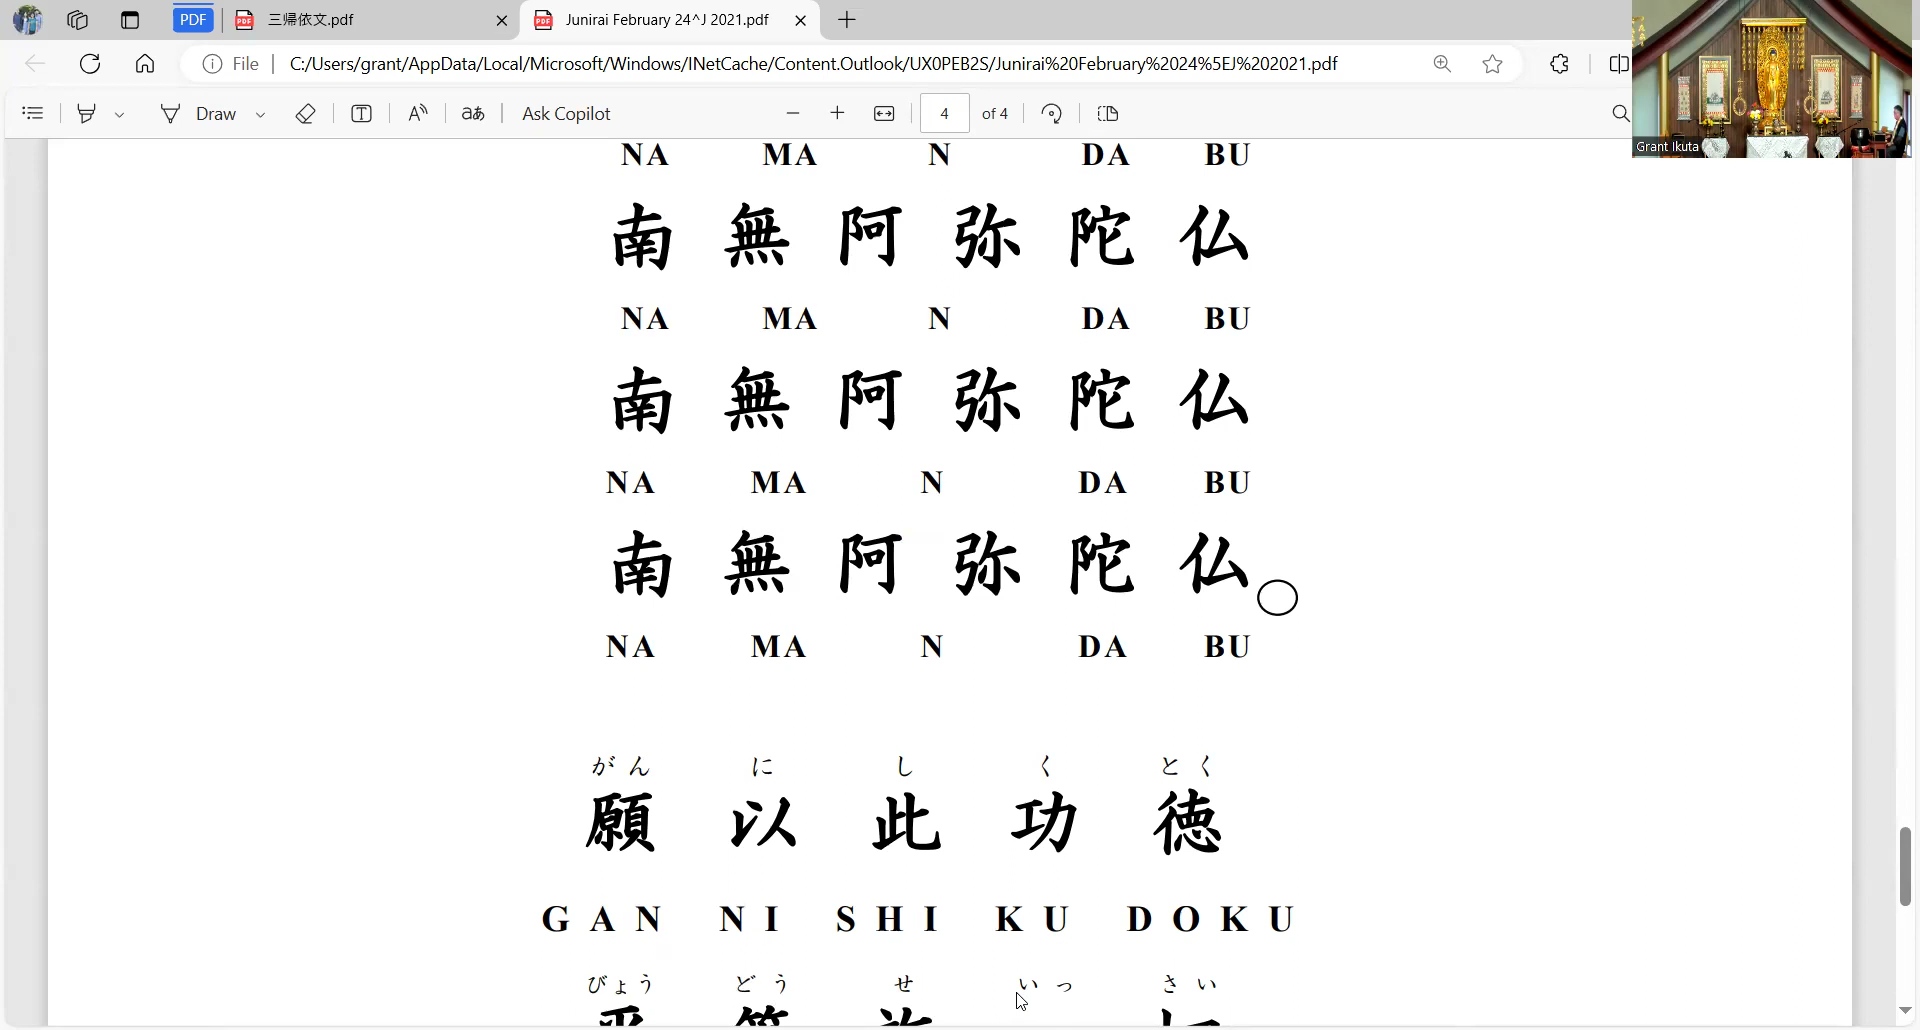 PDF 三帰依文.pdf Junirai February 24^J 2021.pdf
File C:/Users/grant/AppData/Local/Microsoft/Windows/INetCache/Content.Outlook/UX0PEB2S/Junirai%20February%2024%5EJ%202021.pdf
Draw aあ Ask Copilot 4 of 4
Grant Ikuta
NA MA N DA BU
南 無 阿 弥 陀 仏
NA MA N DA BU
南 無 阿 弥 陀 仏
NA MA N DA BU
南 無 阿 弥 陀 仏
NA MA N DA BU
がん に し く とく
願 以 此 功 徳
GAN NI SHI KU DOKU
びょう どう せ いっ さい